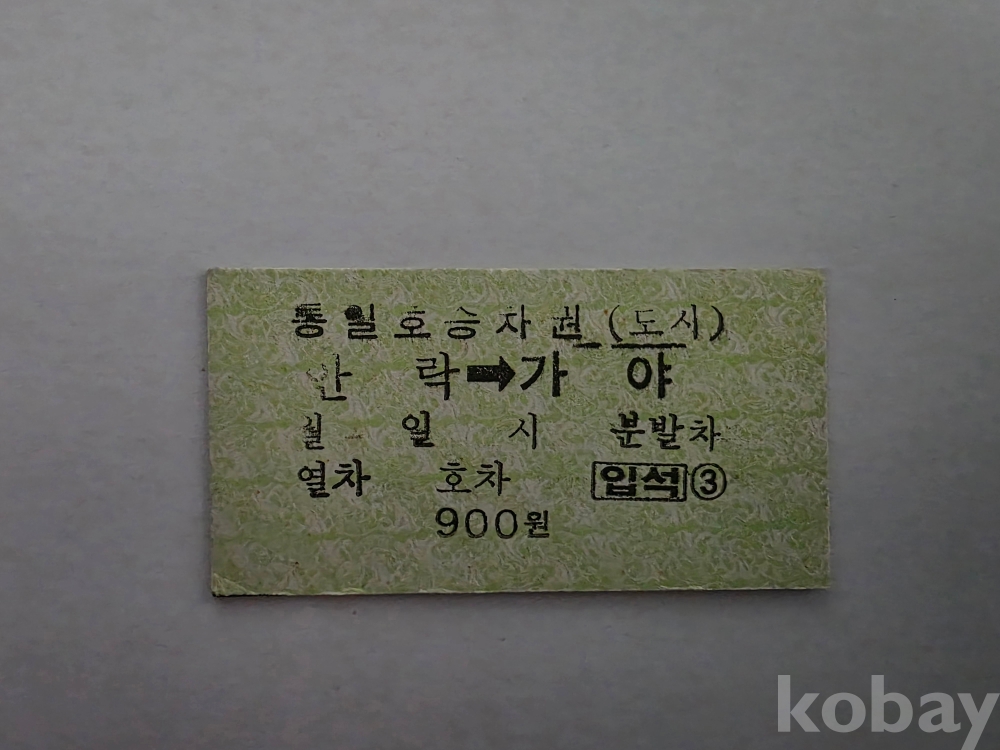 통일호승차권(도시)
안 락➡가 야
월 일 시 분발차
열차 호차 입석③
900원
kobay